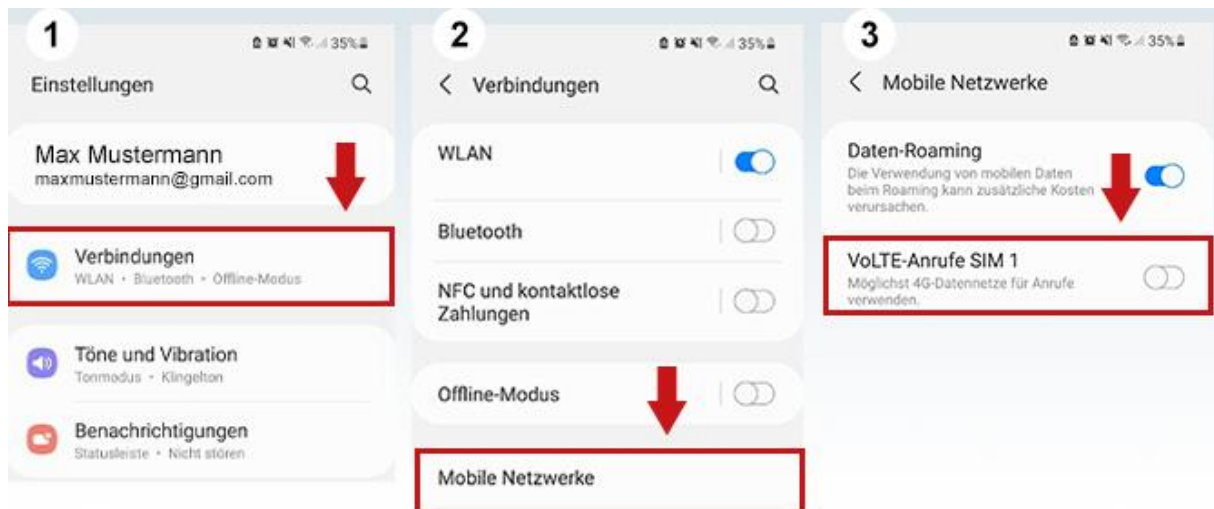 1
35%
Einstellungen
Max Mustermann
maxmustermann@gmail.com
Verbindungen
WLAN • Bluetooth • Offline-Modus
Töne und Vibration
Tonmodus • Klingelton
Benachrichtigungen
Statusleiste • Nicht stören
2
35%
Verbindungen
WLAN
Bluetooth
NFC und kontaktlose
Zahlungen
Offline-Modus
Mobile Netzwerke
3
35%
Mobile Netzwerke
Daten-Roaming
Die Verwendung von mobilen Daten
beim Roaming kann zusätzliche Kosten
verursachen.
VoLTE-Anrufe SIM 1
Möglichst 4G-Datennetze für Anrufe
verwenden.